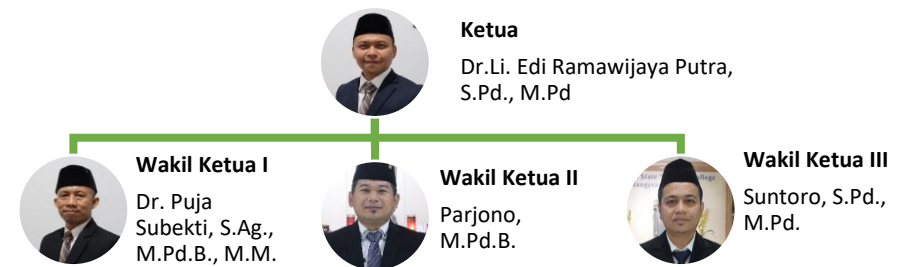 Ketua
Dr.Li. Edi Ramawijaya Putra,
S.Pd., M.Pd
Wakil Ketua I
Dr. Puja
Subekti, S.Ag.,
M.Pd.B., M.M.
Wakil Ketua II
Parjono,
M.Pd.B.
Wakil Ketua III
Suntoro, S.Pd.,
M.Pd.